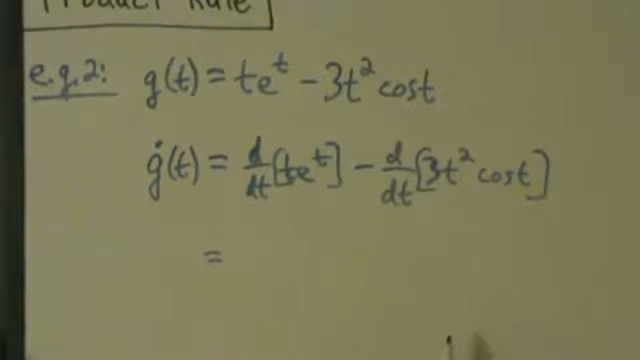 Product Rule
e.g.2: g(t) = te^t - 3t^2 cost
ġ(t) = d/dt[te^t] - d/dt[3t^2 cost]
=